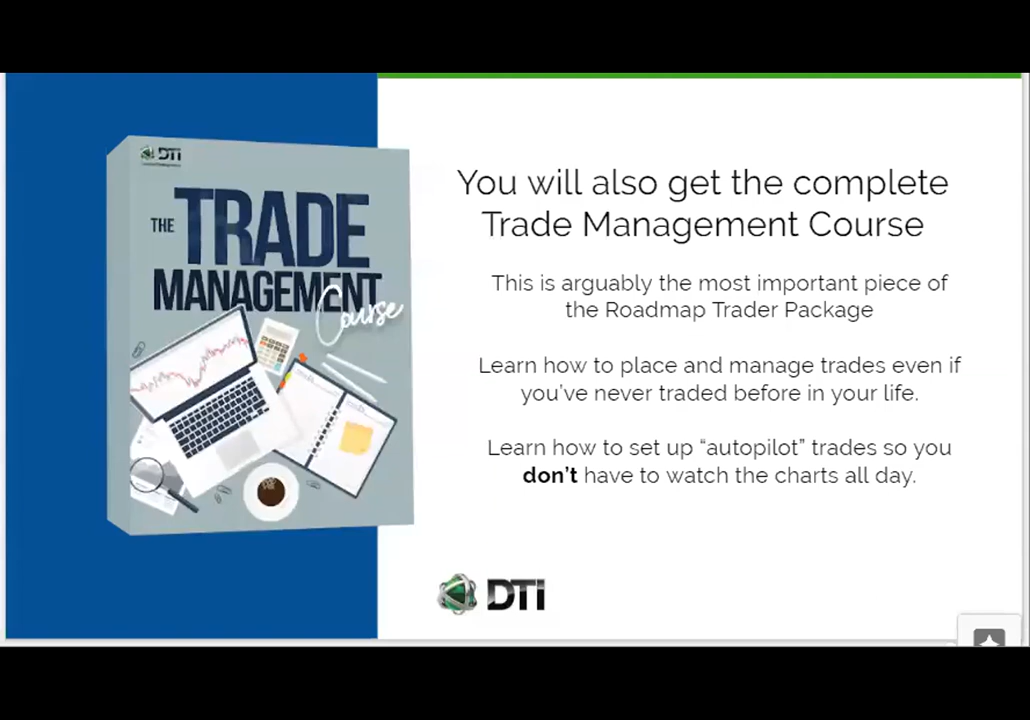 DTI
THE TRADE
MANAGEMENT
Course
You will also get the complete
Trade Management Course
This is arguably the most important piece of
the Roadmap Trader Package
Learn how to place and manage trades even if
you've never traded before in your life.
Learn how to set up “autopilot” trades so you
don't have to watch the charts all day.
DTI